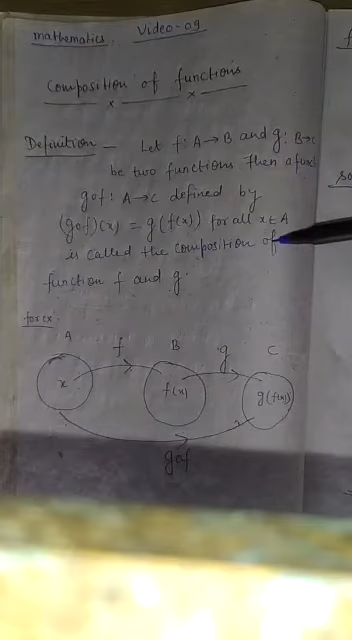 mathematics. Video-09
Composition of functions
Definition - Let f: A→B and g: B→C
be two functions Then a func
gof: A→C defined by
(gof)(x) = g(f(x)) for all x∈A
is called the composition of
function f and g.
for ex.
A B C
f g
x f(x) g(f(x))
gof